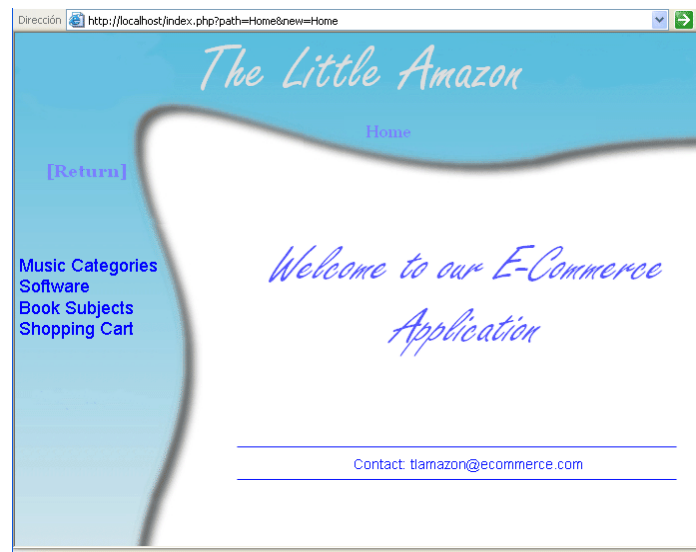 Dirección http://localhost/index.php?path=Home&new=Home
The Little Amazon
Home
[Return]
Music Categories
Software
Book Subjects
Shopping Cart
Welcome to our E-Commerce
Application
Contact: tlamazon@ecommerce.com